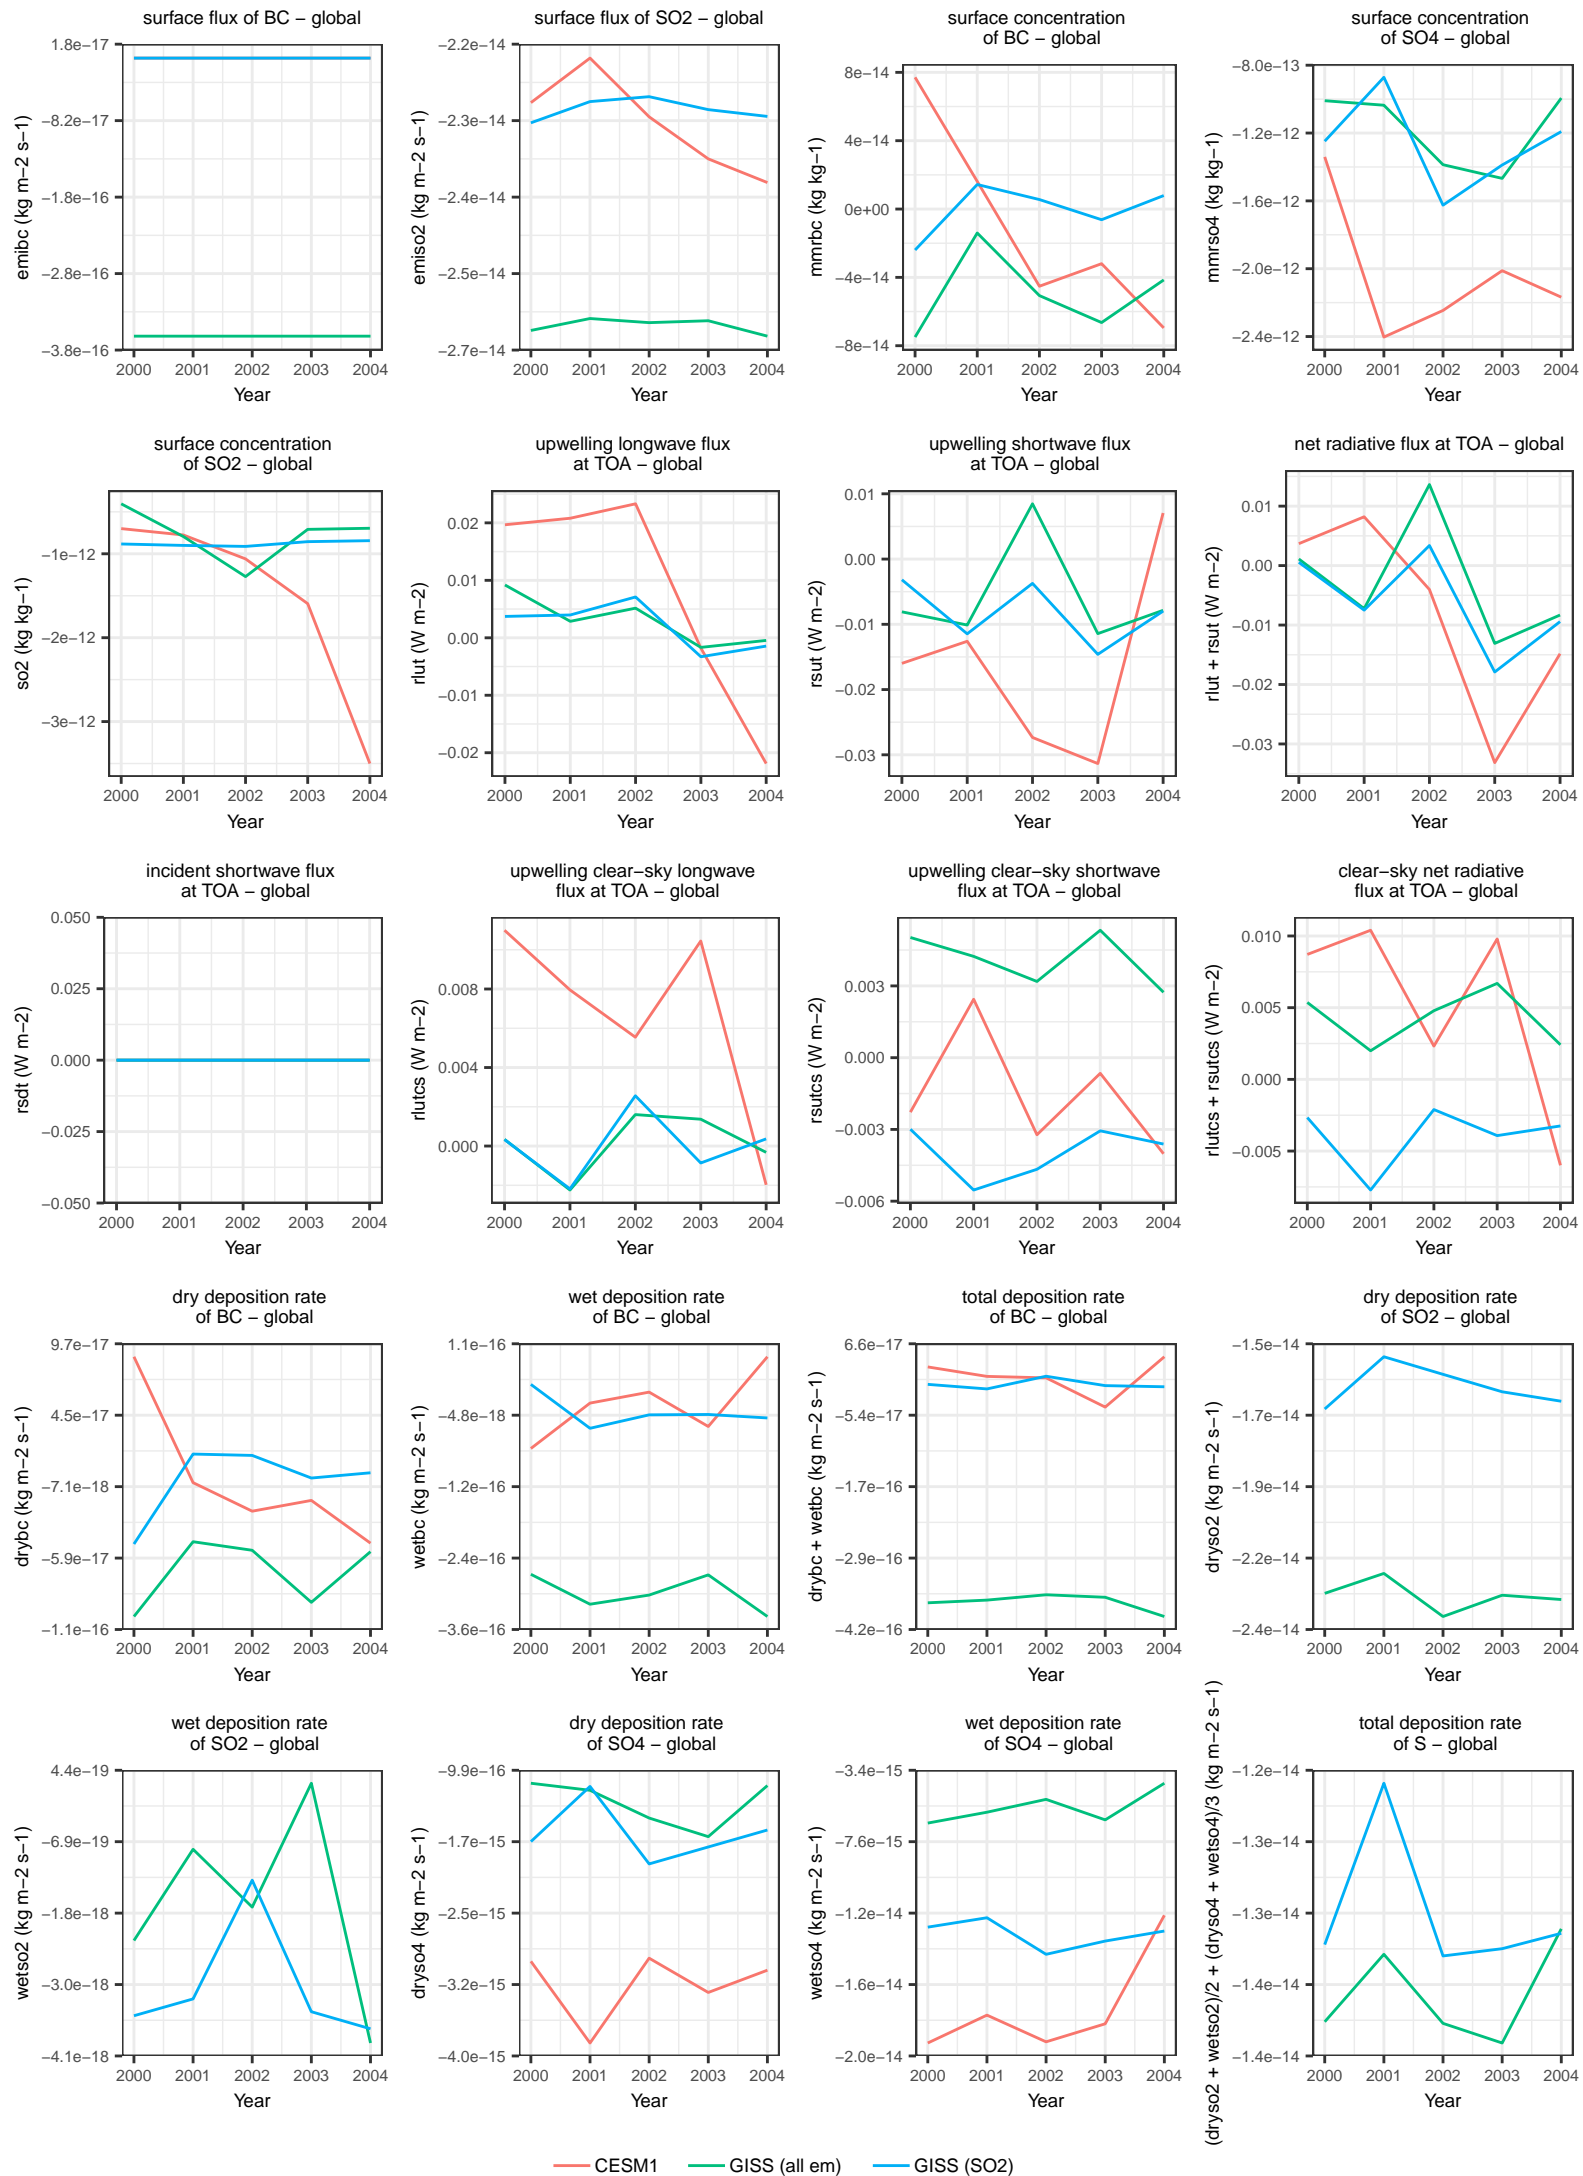 surface flux of BC − global
1.8e−17
−8.2e−17
−1.8e−16
−2.8e−16
−3.8e−16
emibc (kg m−2 s−1)
2000 2001 2002 2003 2004
Year
surface flux of SO2 − global
−2.2e−14
−2.3e−14
−2.4e−14
−2.5e−14
−2.7e−14
emiso2 (kg m−2 s−1)
2000 2001 2002 2003 2004
Year
surface concentration
of BC − global
8e−14
4e−14
0e+00
−4e−14
−8e−14
mmrbc (kg kg−1)
2000 2001 2002 2003 2004
Year
surface concentration
of SO4 − global
−8.0e−13
−1.2e−12
−1.6e−12
−2.0e−12
−2.4e−12
mmrso4 (kg kg−1)
2000 2001 2002 2003 2004
Year
surface concentration
of SO2 − global
−1e−12
−2e−12
−3e−12
so2 (kg kg−1)
2000 2001 2002 2003 2004
Year
upwelling longwave flux
at TOA − global
0.02
0.01
0.00
−0.01
−0.02
rlut (W m−2)
2000 2001 2002 2003 2004
Year
upwelling shortwave flux
at TOA − global
0.01
0.00
−0.01
−0.02
−0.03
rsut (W m−2)
2000 2001 2002 2003 2004
Year
net radiative flux at TOA − global
0.01
0.00
−0.01
−0.02
−0.03
rlut + rsut (W m−2)
2000 2001 2002 2003 2004
Year
incident shortwave flux
at TOA − global
0.050
0.025
0.000
−0.025
−0.050
rsdt (W m−2)
2000 2001 2002 2003 2004
Year
upwelling clear−sky longwave
flux at TOA − global
0.008
0.004
0.000
rlutcs (W m−2)
2000 2001 2002 2003 2004
Year
upwelling clear−sky shortwave
flux at TOA − global
0.003
0.000
−0.003
−0.006
rsutcs (W m−2)
2000 2001 2002 2003 2004
Year
clear−sky net radiative
flux at TOA − global
0.010
0.005
0.000
−0.005
rlutcs + rsutcs (W m−2)
2000 2001 2002 2003 2004
Year
dry deposition rate
of BC − global
9.7e−17
4.5e−17
−7.1e−18
−5.9e−17
−1.1e−16
drybc (kg m−2 s−1)
2000 2001 2002 2003 2004
Year
wet deposition rate
of BC − global
1.1e−16
−4.8e−18
−1.2e−16
−2.4e−16
−3.6e−16
wetbc (kg m−2 s−1)
2000 2001 2002 2003 2004
Year
total deposition rate
of BC − global
6.6e−17
−5.4e−17
−1.7e−16
−2.9e−16
−4.2e−16
drybc + wetbc (kg m−2 s−1)
2000 2001 2002 2003 2004
Year
dry deposition rate
of SO2 − global
−1.5e−14
−1.7e−14
−1.9e−14
−2.2e−14
−2.4e−14
dryso2 (kg m−2 s−1)
2000 2001 2002 2003 2004
Year
wet deposition rate
of SO2 − global
4.4e−19
−6.9e−19
−1.8e−18
−3.0e−18
−4.1e−18
wetso2 (kg m−2 s−1)
2000 2001 2002 2003 2004
Year
dry deposition rate
of SO4 − global
−9.9e−16
−1.7e−15
−2.5e−15
−3.2e−15
−4.0e−15
dryso4 (kg m−2 s−1)
2000 2001 2002 2003 2004
Year
wet deposition rate
of SO4 − global
−3.4e−15
−7.6e−15
−1.2e−14
−1.6e−14
−2.0e−14
wetso4 (kg m−2 s−1)
2000 2001 2002 2003 2004
Year
total deposition rate
of S − global
−1.2e−14
−1.3e−14
−1.3e−14
−1.4e−14
−1.4e−14
(dryso2 + wetso2)/2 + (dryso4 + wetso4)/3 (kg m−2 s−1)
2000 2001 2002 2003 2004
Year
CESM1 GISS (all em) GISS (SO2)